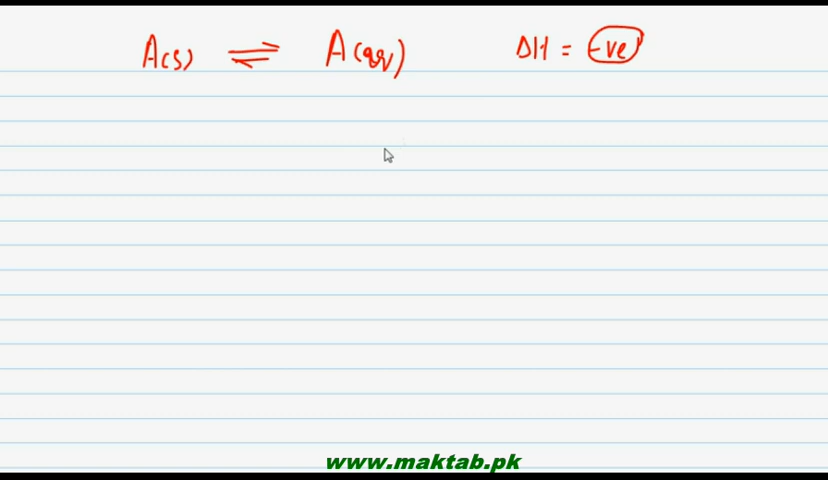 A(s) ⇌ A(aq) ΔH = -ve
www.maktab.pk